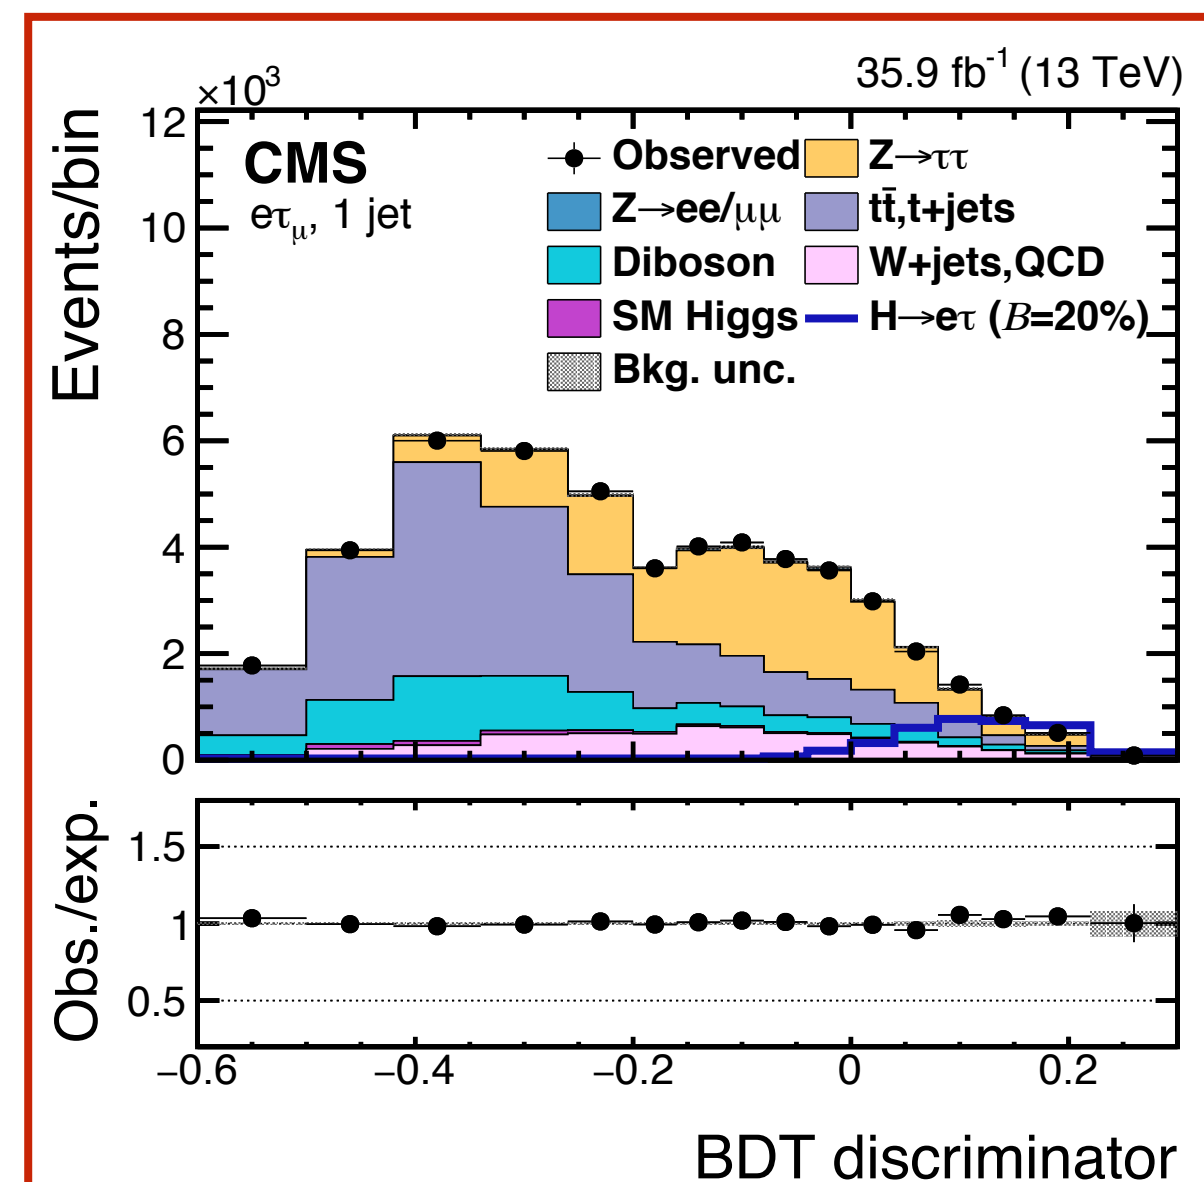 35.9 fb⁻¹ (13 TeV)
×10³
Events/bin
12
10
8
6
4
2
0
CMS
eτμ, 1 jet
Observed
Z→ττ
Z→ee/μμ
tt̄,t+jets
Diboson
W+jets,QCD
SM Higgs
H→eτ (B=20%)
Bkg. unc.
Obs./exp.
1.5
1
0.5
−0.6 −0.4 −0.2 0 0.2
BDT discriminator